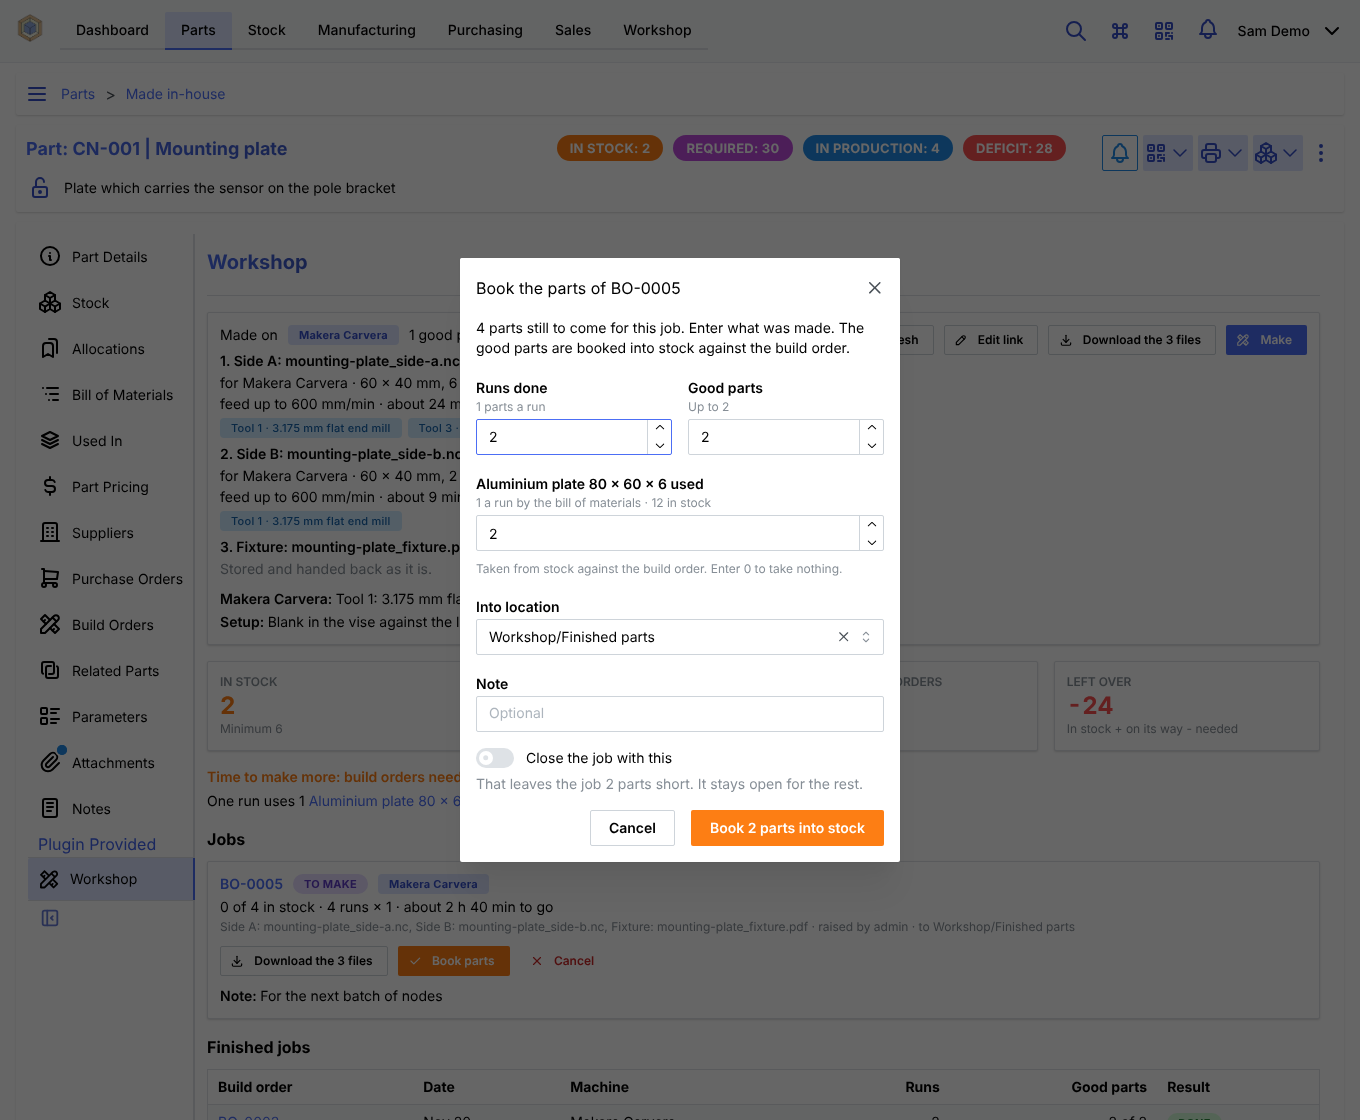 Dashboard Parts Stock Manufacturing Purchasing Sales Workshop Sam Demo
Parts > Made in-house
Part: CN-001 | Mounting plate
IN STOCK: 2 REQUIRED: 30 IN PRODUCTION: 4 DEFICIT: 28
Plate which carries the sensor on the pole bracket
Part Details
Stock
Allocations
Bill of Materials
Used In
Part Pricing
Suppliers
Purchase Orders
Build Orders
Related Parts
Parameters
Attachments
Notes
Plugin Provided
Workshop
Workshop
Made on Makera Carvera 1 good
Edit link Download the 3 files Make
1. Side A: mounting-plate_side-a.nc
for Makera Carvera · 60 × 40 mm, 6
feed up to 600 mm/min · about 24 m
Tool 1 · 3.175 mm flat end mill Tool 3 ·
2. Side B: mounting-plate_side-b.nc
for Makera Carvera · 60 × 40 mm, 2
feed up to 600 mm/min · about 9 min
Tool 1 · 3.175 mm flat end mill
3. Fixture: mounting-plate_fixture.p
Stored and handed back as it is.
Makera Carvera: Tool 1: 3.175 mm fla
Setup: Blank in the vise against the
IN STOCK
2
Minimum 6
ORDERS
LEFT OVER
-24
In stock + on its way - needed
Time to make more: build orders need
One run uses 1 Aluminium plate 80 × 6
Book the parts of BO-0005
4 parts still to come for this job. Enter what was made. The
good parts are booked into stock against the build order.
Runs done
1 parts a run
2
Good parts
Up to 2
2
Aluminium plate 80 × 60 × 6 used
1 a run by the bill of materials · 12 in stock
2
Taken from stock against the build order. Enter 0 to take nothing.
Into location
Workshop/Finished parts
Note
Optional
Close the job with this
That leaves the job 2 parts short. It stays open for the rest.
Cancel Book 2 parts into stock
Jobs
BO-0005 TO MAKE Makera Carvera
0 of 4 in stock · 4 runs × 1 · about 2 h 40 min to go
Side A: mounting-plate_side-a.nc, Side B: mounting-plate_side-b.nc, Fixture: mounting-plate_fixture.pdf · raised by admin · to Workshop/Finished parts
Download the 3 files Book parts Cancel
Note: For the next batch of nodes
Finished jobs
Build order Date Machine Runs Good parts Result